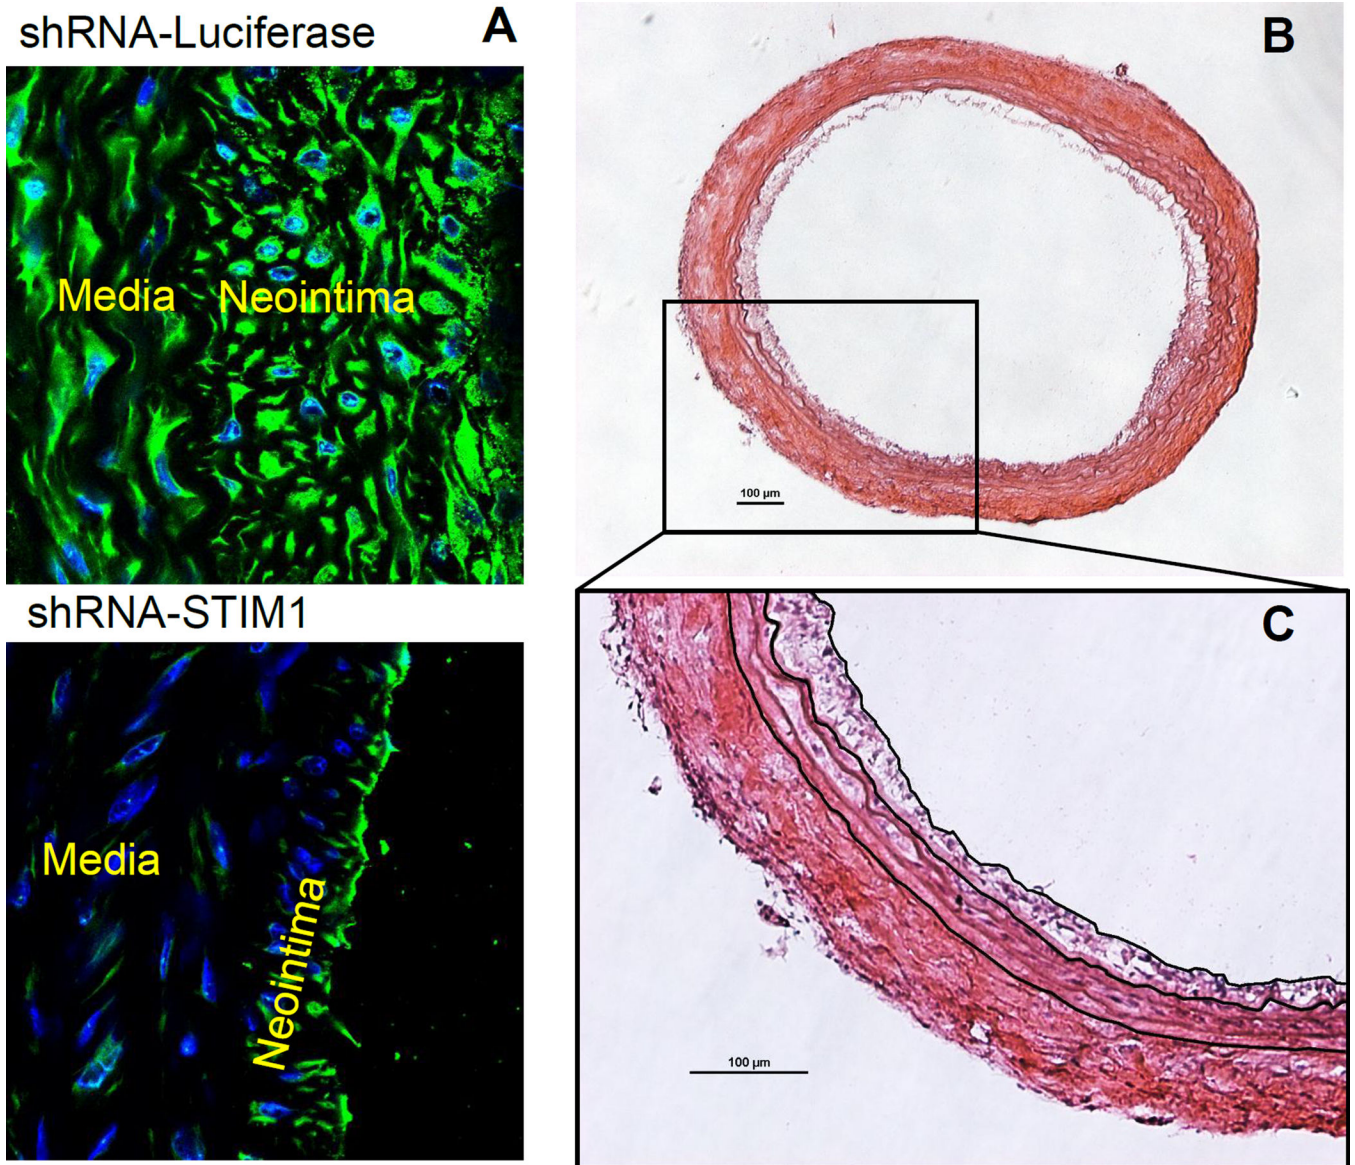 shRNA-Luciferase
A
Media
Neointima
shRNA-STIM1
Media
Neointima
B
100 µm
C
100 µm